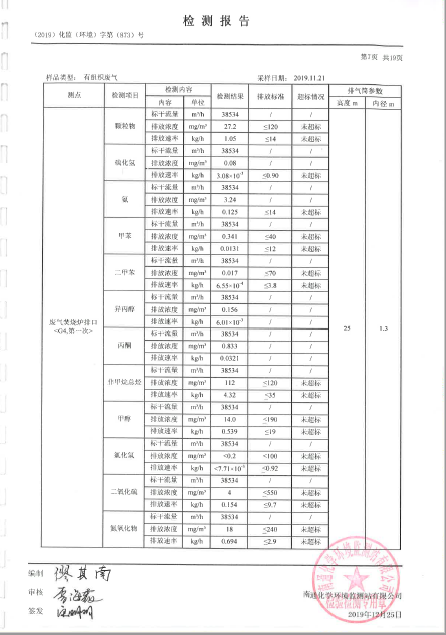 检测报告
(2019) 化监 (环境) 字第 (873) 号
第7页 共19页
样品类型: 有组织废气 采样日期: 2019.11.21
测点 检测项目 检测内容 检测结果 排放标准 超标情况 排气筒参数
内容 单位 高度 m 内径 m
废气焚烧炉排口 <G4,第一次> 25 1.3
颗粒物 标干流量 m³/h 38534 / /
排放浓度 mg/m³ 27.2 ≤120 未超标
排放速率 kg/h 1.05 ≤14 未超标
硫化氢 标干流量 m³/h 38534 / /
排放浓度 mg/m³ 0.08 / /
排放速率 kg/h 3.08×10⁻³ ≤0.90 未超标
氨 标干流量 m³/h 38534 / /
排放浓度 mg/m³ 3.24 / /
排放速率 kg/h 0.125 ≤14 未超标
甲苯 标干流量 m³/h 38534 / /
排放浓度 mg/m³ 0.341 ≤40 未超标
排放速率 kg/h 0.0131 ≤12 未超标
二甲苯 标干流量 m³/h 38534 / /
排放浓度 mg/m³ 0.017 ≤70 未超标
排放速率 kg/h 6.55×10⁻⁴ ≤3.8 未超标
异丙醇 标干流量 m³/h 38534 / /
排放浓度 mg/m³ 0.156 / /
排放速率 kg/h 6.01×10⁻³ / /
丙酮 标干流量 m³/h 38534 / /
排放浓度 mg/m³ 0.833 / /
排放速率 kg/h 0.0321 / /
非甲烷总烃 标干流量 m³/h 38534 / /
排放浓度 mg/m³ 112 ≤120 未超标
排放速率 kg/h 4.32 ≤35 未超标
甲醇 标干流量 m³/h 38534 / /
排放浓度 mg/m³ 14.0 ≤190 未超标
排放速率 kg/h 0.539 ≤19 未超标
氯化氢 标干流量 m³/h 38534 / /
排放浓度 mg/m³ <0.2 ≤100 未超标
排放速率 kg/h <7.71×10⁻³ ≤0.92 未超标
二氧化硫 标干流量 m³/h 38534 / /
排放浓度 mg/m³ 4 ≤550 未超标
排放速率 kg/h 0.154 ≤9.7 未超标
氮氧化物 标干流量 m³/h 38534 / /
排放浓度 mg/m³ 18 ≤240 未超标
排放速率 kg/h 0.694 ≤2.9 未超标
编制
审核
签发
南通化学环境监测站有限公司
2019年12月25日